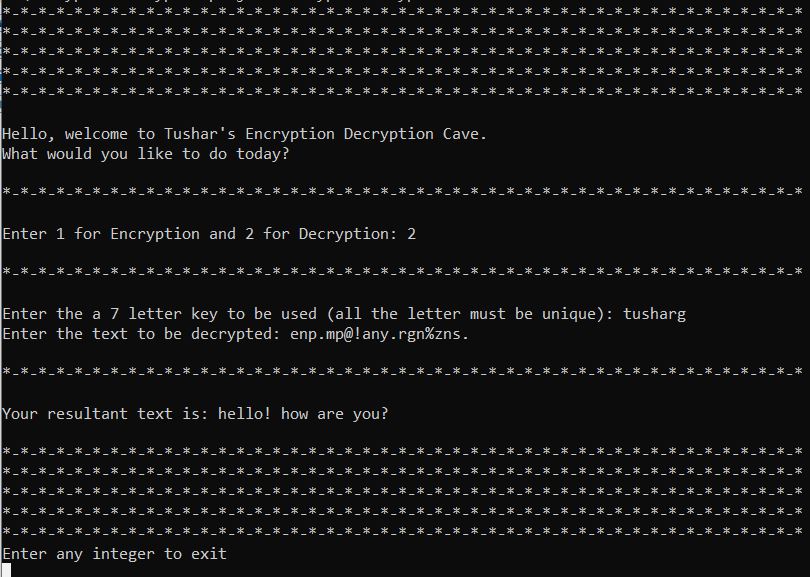 *-*-*-*-*-*-*-*-*-*-*-*-*-*-*-*-*-*-*-*-*-*-*-*-*-*-*-*-*-*-*-*-*-*-*-*-*-*-*-*-*-*-*-*-*
*-*-*-*-*-*-*-*-*-*-*-*-*-*-*-*-*-*-*-*-*-*-*-*-*-*-*-*-*-*-*-*-*-*-*-*-*-*-*-*-*-*-*-*-*
*-*-*-*-*-*-*-*-*-*-*-*-*-*-*-*-*-*-*-*-*-*-*-*-*-*-*-*-*-*-*-*-*-*-*-*-*-*-*-*-*-*-*-*-*
*-*-*-*-*-*-*-*-*-*-*-*-*-*-*-*-*-*-*-*-*-*-*-*-*-*-*-*-*-*-*-*-*-*-*-*-*-*-*-*-*-*-*-*-*
*-*-*-*-*-*-*-*-*-*-*-*-*-*-*-*-*-*-*-*-*-*-*-*-*-*-*-*-*-*-*-*-*-*-*-*-*-*-*-*-*-*-*-*-*
Hello, welcome to Tushar's Encryption Decryption Cave.
What would you like to do today?
*-*-*-*-*-*-*-*-*-*-*-*-*-*-*-*-*-*-*-*-*-*-*-*-*-*-*-*-*-*-*-*-*-*-*-*-*-*-*-*-*-*-*-*-*
Enter 1 for Encryption and 2 for Decryption: 2
*-*-*-*-*-*-*-*-*-*-*-*-*-*-*-*-*-*-*-*-*-*-*-*-*-*-*-*-*-*-*-*-*-*-*-*-*-*-*-*-*-*-*-*-*
Enter the a 7 letter key to be used (all the letter must be unique): tusharg
Enter the text to be decrypted: enp.mp@!any.rgn%zns.
*-*-*-*-*-*-*-*-*-*-*-*-*-*-*-*-*-*-*-*-*-*-*-*-*-*-*-*-*-*-*-*-*-*-*-*-*-*-*-*-*-*-*-*-*
Your resultant text is: hello! how are you?
*-*-*-*-*-*-*-*-*-*-*-*-*-*-*-*-*-*-*-*-*-*-*-*-*-*-*-*-*-*-*-*-*-*-*-*-*-*-*-*-*-*-*-*-*
*-*-*-*-*-*-*-*-*-*-*-*-*-*-*-*-*-*-*-*-*-*-*-*-*-*-*-*-*-*-*-*-*-*-*-*-*-*-*-*-*-*-*-*-*
*-*-*-*-*-*-*-*-*-*-*-*-*-*-*-*-*-*-*-*-*-*-*-*-*-*-*-*-*-*-*-*-*-*-*-*-*-*-*-*-*-*-*-*-*
*-*-*-*-*-*-*-*-*-*-*-*-*-*-*-*-*-*-*-*-*-*-*-*-*-*-*-*-*-*-*-*-*-*-*-*-*-*-*-*-*-*-*-*-*
*-*-*-*-*-*-*-*-*-*-*-*-*-*-*-*-*-*-*-*-*-*-*-*-*-*-*-*-*-*-*-*-*-*-*-*-*-*-*-*-*-*-*-*-*
Enter any integer to exit